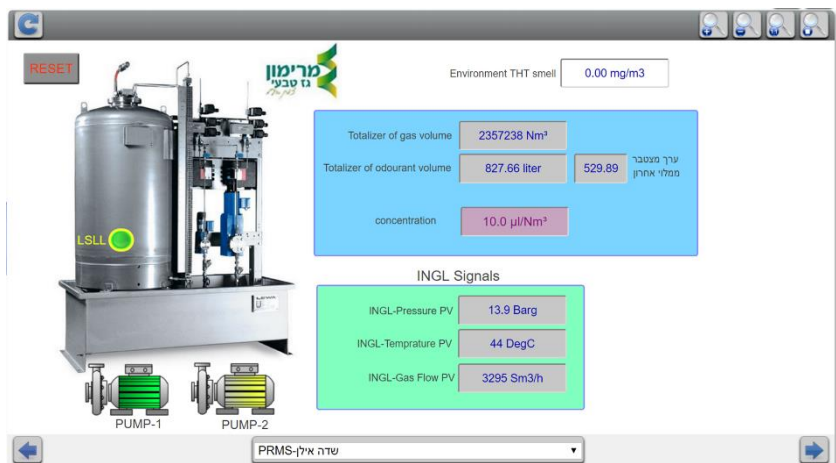 RESET
מרימון
גז טבעי
Environment THT smell 0.00 mg/m3
Totalizer of gas volume 2357238 Nm³
Totalizer of odourant volume 827.66 liter 529.89
ערך מצטבר
ממלוי אחרון
concentration 10.0 µl/Nm³
LSLL
INGL Signals
INGL-Pressure PV 13.9 Barg
INGL-Temprature PV 44 DegC
INGL-Gas Flow PV 3295 Sm3/h
LEWA
PUMP-1
PUMP-2
PRMS-שדה אילן